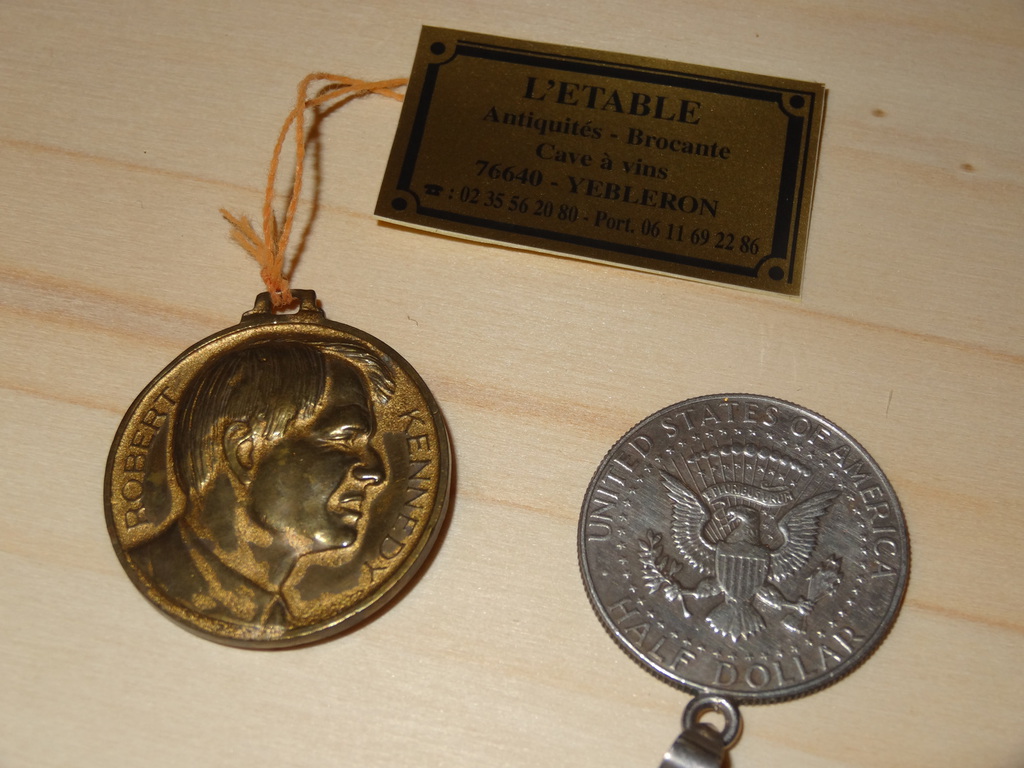 L'ETABLE
Antiquités - Brocante
Cave à vins
76640 - YEBLERON
☎ : 02 35 56 20 80 - Port. 06 11 69 22 86
ROBERT KENNEDY
UNITED STATES OF AMERICA
HALF DOLLAR